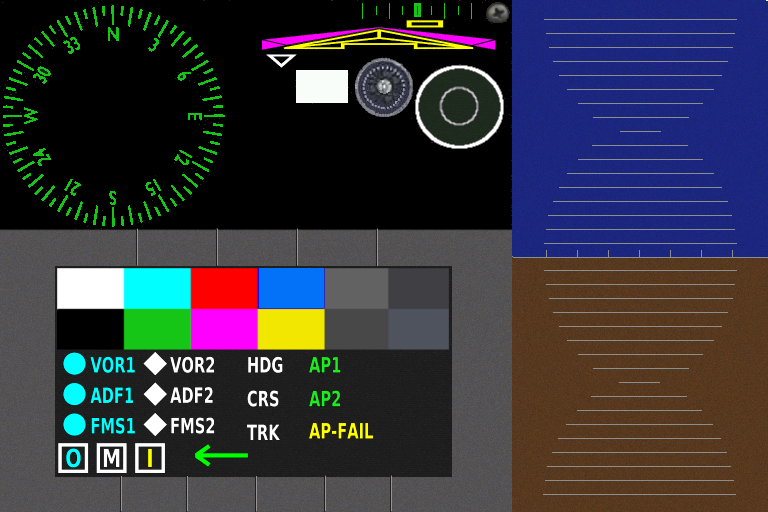 N
33
3
30
6
W
E
24
12
21
15
S
VOR1 VOR2 HDG AP1
ADF1 ADF2 CRS AP2
FMS1 FMS2 TRK AP-FAIL
O M I